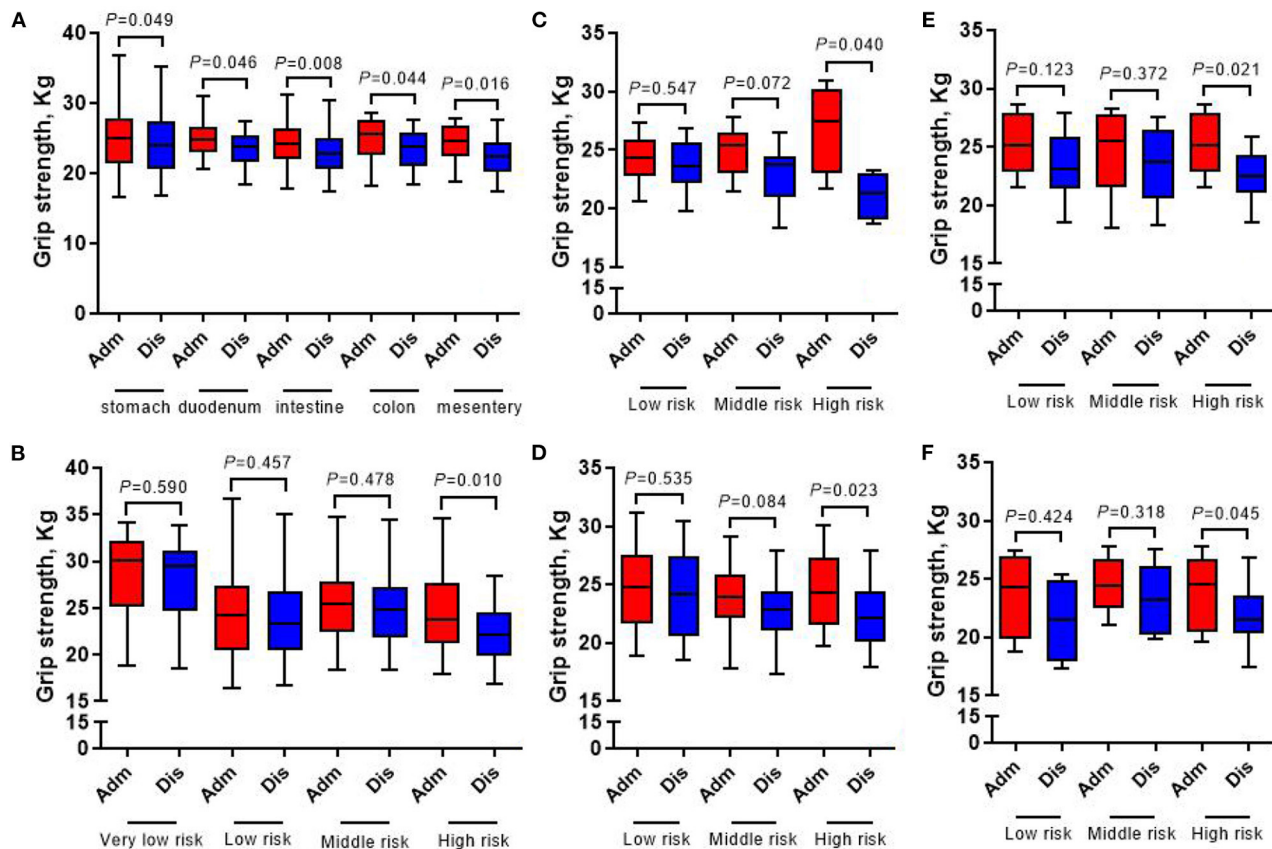 A
Grip strength, Kg
40
30
20
10
0
P=0.049
P=0.046
P=0.008
P=0.044
P=0.016
Adm Dis Adm Dis Adm Dis Adm Dis Adm Dis
stomach duodenum intestine colon mesentery
C
Grip strength, Kg
35
30
25
20
15
15
0
P=0.547
P=0.072
P=0.040
Adm Dis Adm Dis Adm Dis
Low risk Middle risk High risk
E
Grip strength, Kg
35
30
25
20
15
15
0
P=0.123
P=0.372
P=0.021
Adm Dis Adm Dis Adm Dis
Low risk Middle risk High risk
B
Grip strength, Kg
40
35
30
25
20
15
15
0
P=0.590
P=0.457
P=0.478
P=0.010
Adm Dis Adm Dis Adm Dis Adm Dis
Very low risk Low risk Middle risk High risk
D
Grip strength, Kg
35
30
25
20
15
15
0
P=0.535
P=0.084
P=0.023
Adm Dis Adm Dis Adm Dis
Low risk Middle risk High risk
F
Grip strength, Kg
35
30
25
20
15
15
0
P=0.424
P=0.318
P=0.045
Adm Dis Adm Dis Adm Dis
Low risk Middle risk High risk